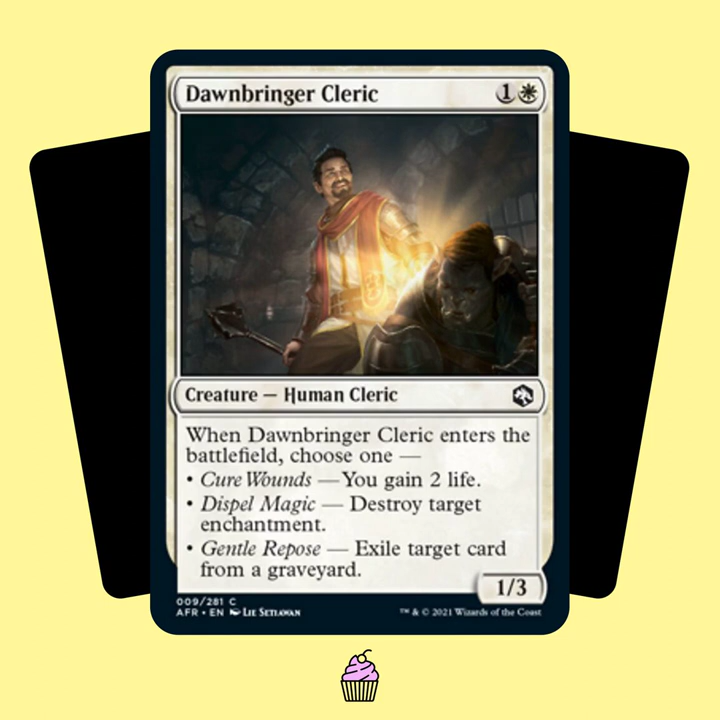 Dawnbringer Cleric 1
Creature — Human Cleric
When Dawnbringer Cleric enters the
battlefield, choose one —
• Cure Wounds — You gain 2 life.
• Dispel Magic — Destroy target
enchantment.
• Gentle Repose — Exile target card
from a graveyard.
1/3
009/281 C
AFR • EN Lie Setiawan
™ & © 2021 Wizards of the Coast